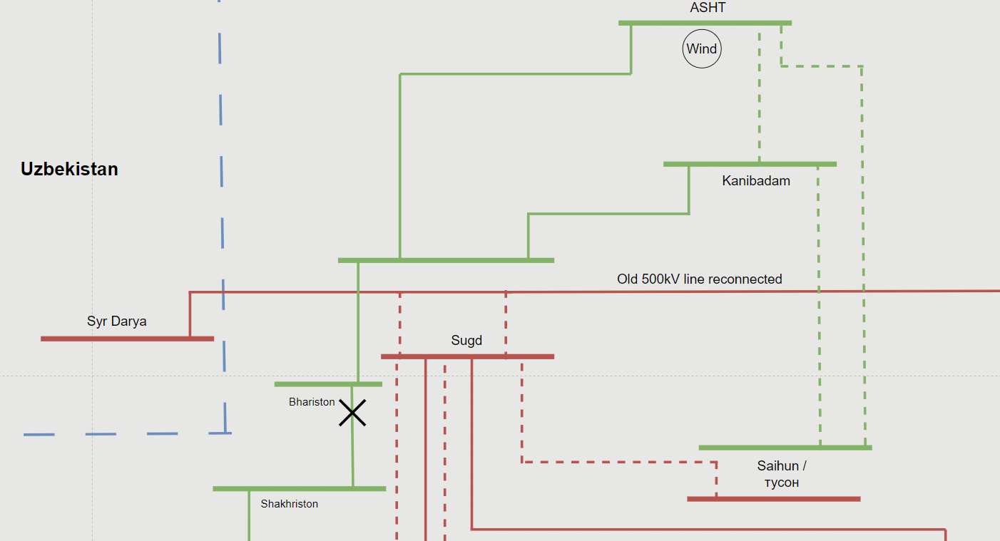 ASHT
Wind
Uzbekistan
Kanibadam
Old 500kV line reconnected
Syr Darya
Sugd
Bhariston
Saihun /
тусон
Shakhriston